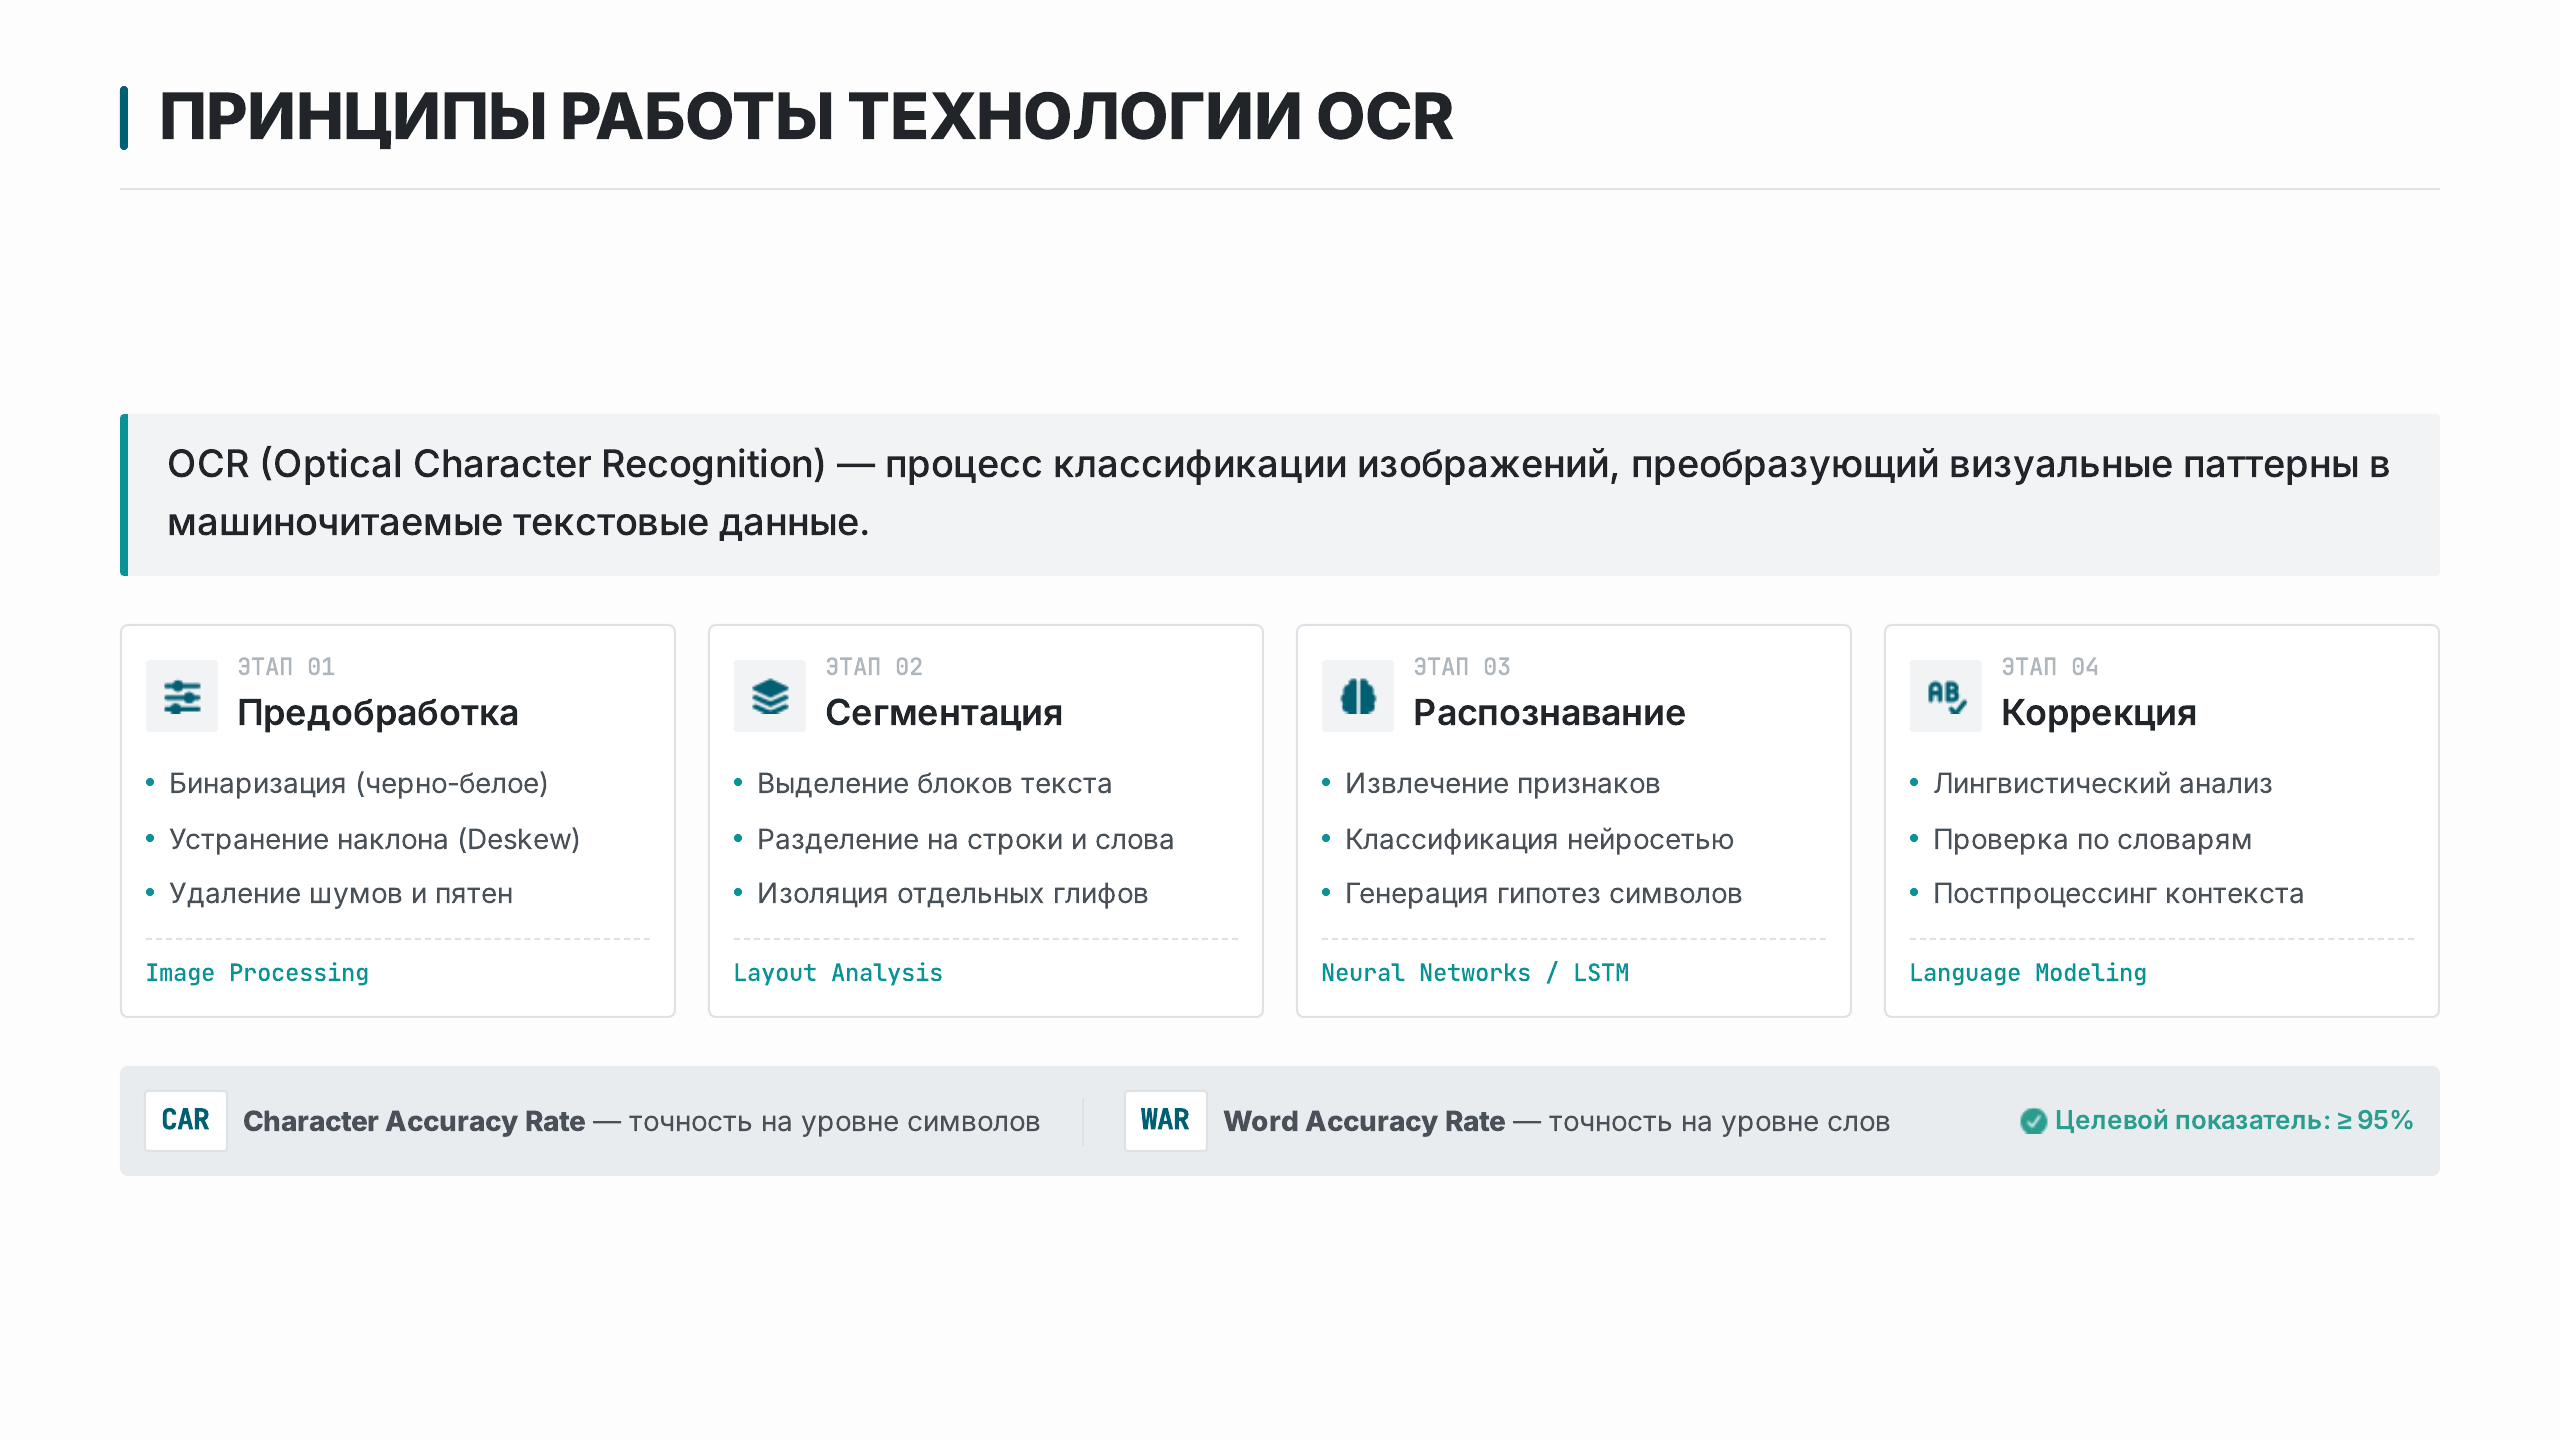 ПРИНЦИПЫ РАБОТЫ ТЕХНОЛОГИИ OCR
OCR (Optical Character Recognition) — процесс классификации изображений, преобразующий визуальные паттерны в
машиночитаемые текстовые данные.
ЭТАП 01
Предобработка
Бинаризация (черно-белое)
Устранение наклона (Deskew)
Удаление шумов и пятен
Image Processing
ЭТАП 02
Сегментация
Выделение блоков текста
Разделение на строки и слова
Изоляция отдельных глифов
Layout Analysis
ЭТАП 03
Распознавание
Извлечение признаков
Классификация нейросетью
Генерация гипотез символов
Neural Networks / LSTM
AB
ЭТАП 04
Коррекция
Лингвистический анализ
Проверка по словарям
Постпроцессинг контекста
Language Modeling
CAR Character Accuracy Rate — точность на уровне символов
WAR Word Accuracy Rate — точность на уровне слов
Целевой показатель: ≥ 95%